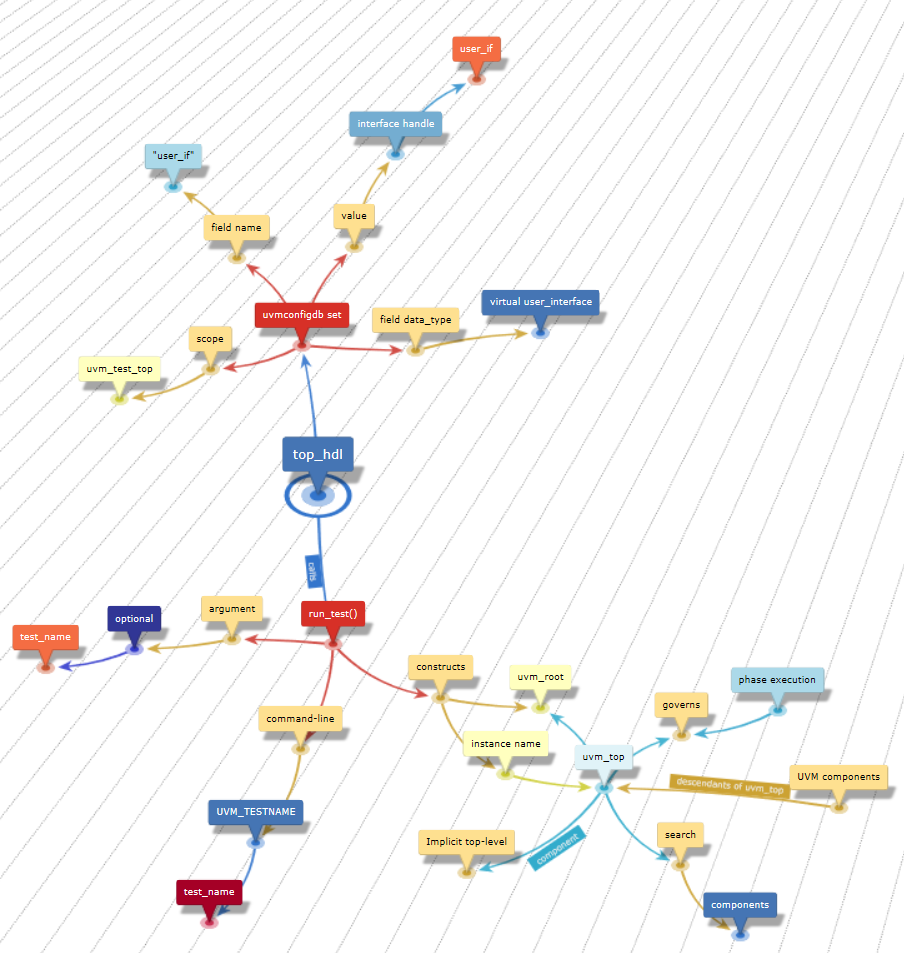 user_if
interface handle
"user_if"
value
field name
virtual user_interface
uvmconfigdb set
field data_type
scope
uvm_test_top
top_hdl
calls
argument
run_test()
optional
test_name
constructs
uvm_root
phase execution
governs
command-line
instance name
uvm_top
UVM components
descendants of uvm_top
UVM_TESTNAME
search
Implicit top-level
component
test_name
components